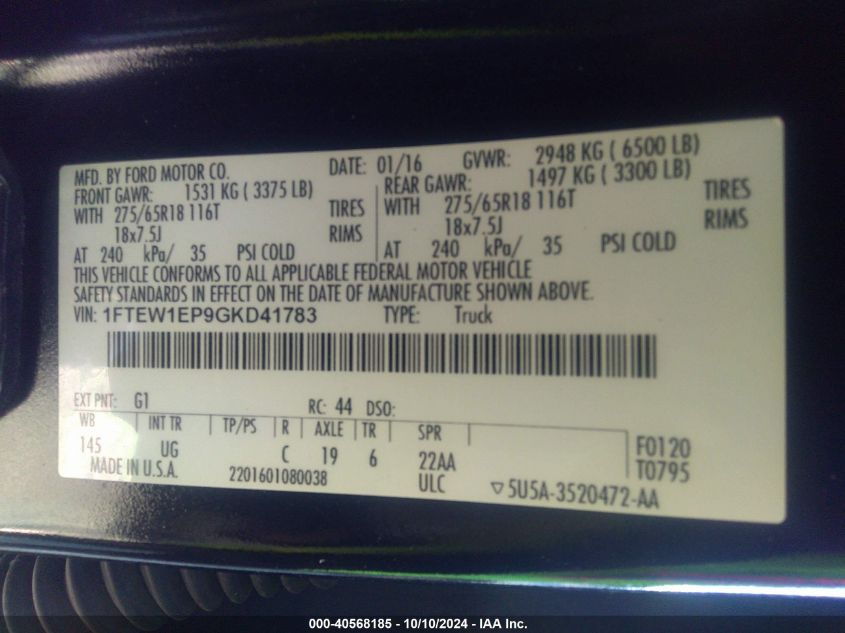 MFD. BY FORD MOTOR CO. DATE: 01/16 GVWR: 2948 KG ( 6500 LB)
FRONT GAWR: 1531 KG ( 3375 LB) REAR GAWR: 1497 KG ( 3300 LB)
WITH 275/65R18 116T TIRES WITH 275/65R18 116T TIRES
18x7.5J RIMS 18x7.5J RIMS
AT 240 kPa/ 35 PSI COLD AT 240 kPa/ 35 PSI COLD
THIS VEHICLE CONFORMS TO ALL APPLICABLE FEDERAL MOTOR VEHICLE
SAFETY STANDARDS IN EFFECT ON THE DATE OF MANUFACTURE SHOWN ABOVE.
VIN: 1FTEW1EP9GKD41783 TYPE: Truck
EXT PNT: G1 RC: 44 DSO:
WB INT TR TP/PS R AXLE TR SPR
145 UG C 19 6 22AA F0120
MADE IN U.S.A. 2201601080038 ULC T0795
▽5U5A-3520472-AA
000-40568185 - 10/10/2024 - IAA Inc.